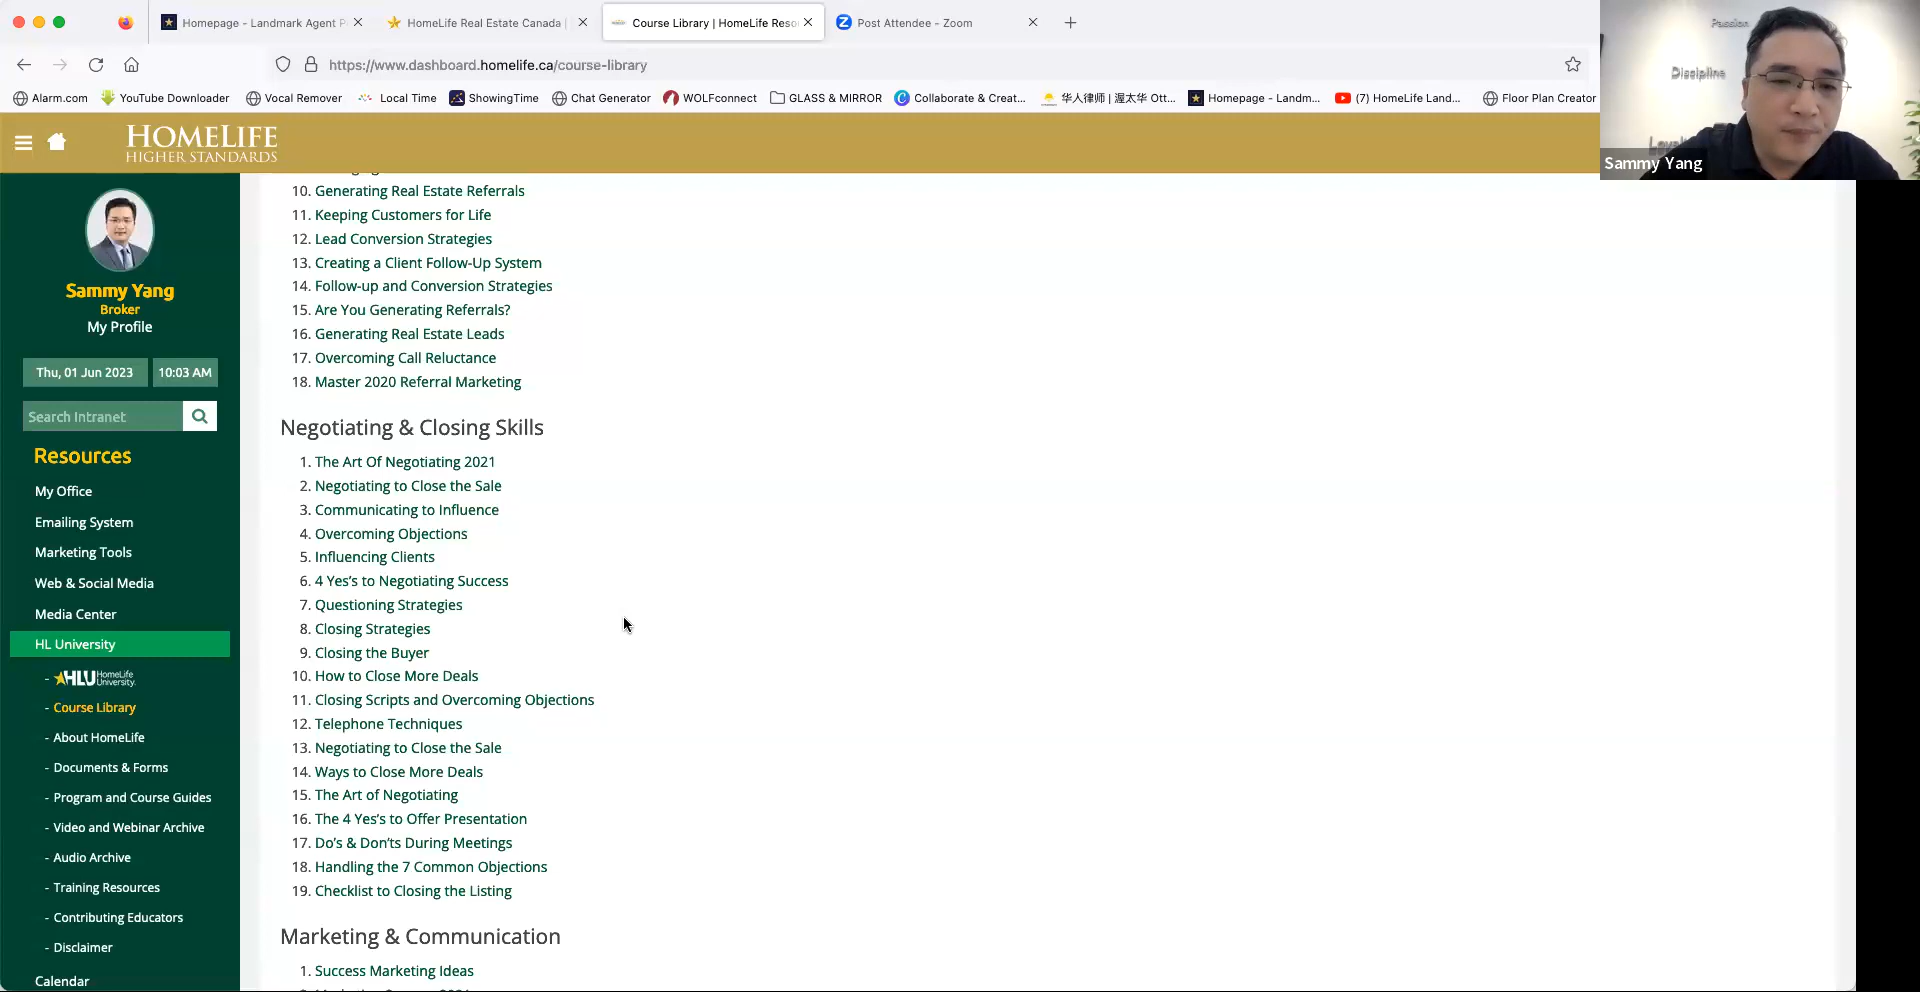 Homepage - Landmark Agent P
HomeLife Real Estate Canada |
Course Library | HomeLife Reso
Post Attendee - Zoom
https://www.dashboard.homelife.ca/course-library
Alarm.com
YouTube Downloader
Vocal Remover
Local Time
ShowingTime
Chat Generator
WOLFconnect
GLASS & MIRROR
Collaborate & Creat...
华人律师 | 渥太华 Ott...
Homepage - Landm...
(7) HomeLife Land...
Floor Plan Creator
Passion
Discipline
Sammy Yang
HOMELIFE
HIGHER STANDARDS
Sammy Yang
Broker
My Profile
Thu, 01 Jun 2023
10:03 AM
Search Intranet
Resources
My Office
Emailing System
Marketing Tools
Web & Social Media
Media Center
HL University
- HLU HomeLife University.
- Course Library
- About HomeLife
- Documents & Forms
- Program and Course Guides
- Video and Webinar Archive
- Audio Archive
- Training Resources
- Contributing Educators
- Disclaimer
Calendar
10. Generating Real Estate Referrals
11. Keeping Customers for Life
12. Lead Conversion Strategies
13. Creating a Client Follow-Up System
14. Follow-up and Conversion Strategies
15. Are You Generating Referrals?
16. Generating Real Estate Leads
17. Overcoming Call Reluctance
18. Master 2020 Referral Marketing
Negotiating & Closing Skills
1. The Art Of Negotiating 2021
2. Negotiating to Close the Sale
3. Communicating to Influence
4. Overcoming Objections
5. Influencing Clients
6. 4 Yes's to Negotiating Success
7. Questioning Strategies
8. Closing Strategies
9. Closing the Buyer
10. How to Close More Deals
11. Closing Scripts and Overcoming Objections
12. Telephone Techniques
13. Negotiating to Close the Sale
14. Ways to Close More Deals
15. The Art of Negotiating
16. The 4 Yes's to Offer Presentation
17. Do's & Don'ts During Meetings
18. Handling the 7 Common Objections
19. Checklist to Closing the Listing
Marketing & Communication
1. Success Marketing Ideas